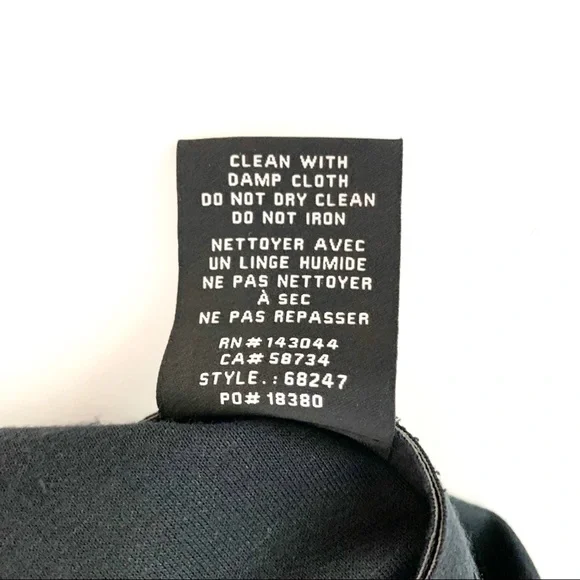 CLEAN WITH
DAMP CLOTH
DO NOT DRY CLEAN
DO NOT IRON
NETTOYER AVEC
UN LINGE HUMIDE
NE PAS NETTOYER
À SEC
NE PAS REPASSER
RN# 143044
CA# 58734
STYLE.: 68247
PO# 18380